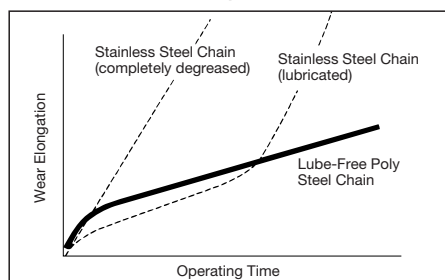 Stainless Steel Chain
(completely degreased)
Stainless Steel Chain
(lubricated)
Lube-Free Poly
Steel Chain
Wear Elongation
Operating Time